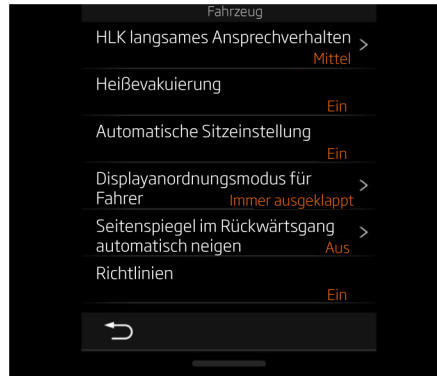 Fahrzeug
HLK langsames Ansprechverhalten
Mittel
Heißevakuierung
Ein
Automatische Sitzeinstellung
Ein
Displayanordnungsmodus für
Fahrer
Immer ausgeklappt
Seitenspiegel im Rückwärtsgang
automatisch neigen
Aus
Richtlinien
Ein